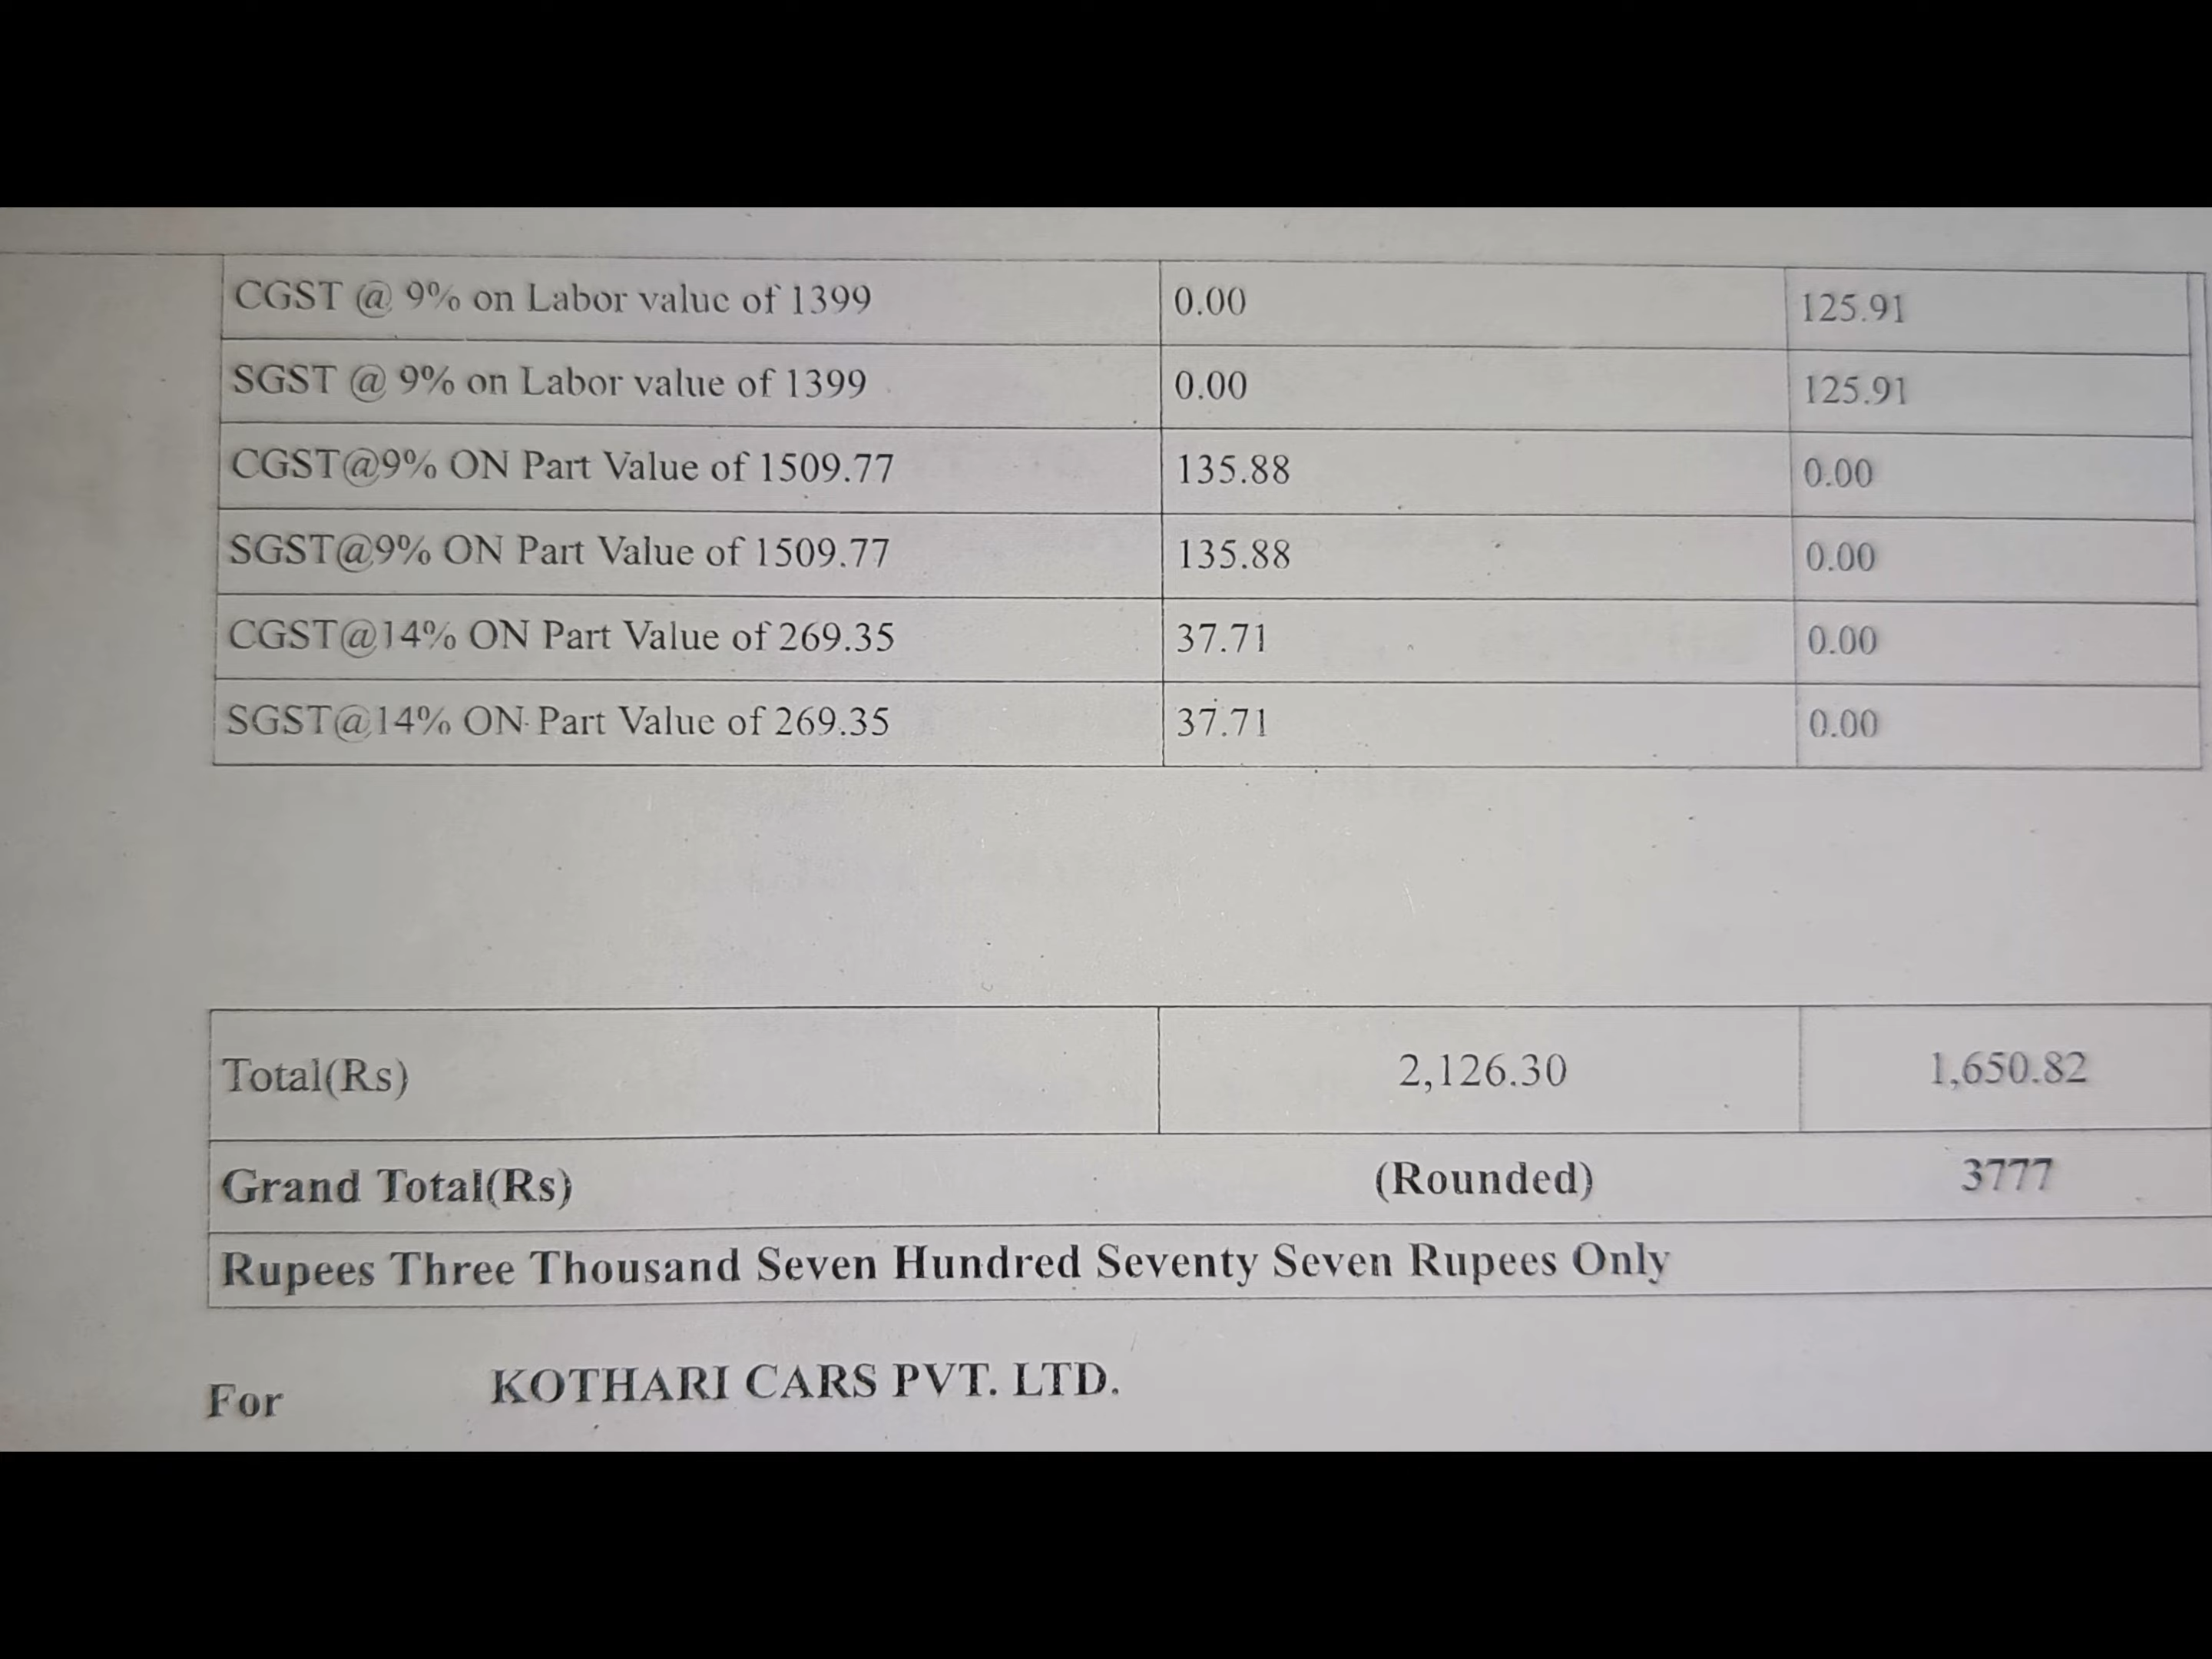 CGST @ 9% on Labor value of 1399 0.00 125.91
SGST @ 9% on Labor value of 1399 0.00 125.91
CGST@9% ON Part Value of 1509.77 135.88 0.00
SGST@9% ON Part Value of 1509.77 135.88 0.00
CGST@14% ON Part Value of 269.35 37.71 0.00
SGST@14% ON Part Value of 269.35 37.71 0.00
Total(Rs) 2,126.30 1,650.82
Grand Total(Rs) (Rounded) 3777
Rupees Three Thousand Seven Hundred Seventy Seven Rupees Only
For KOTHARI CARS PVT. LTD.